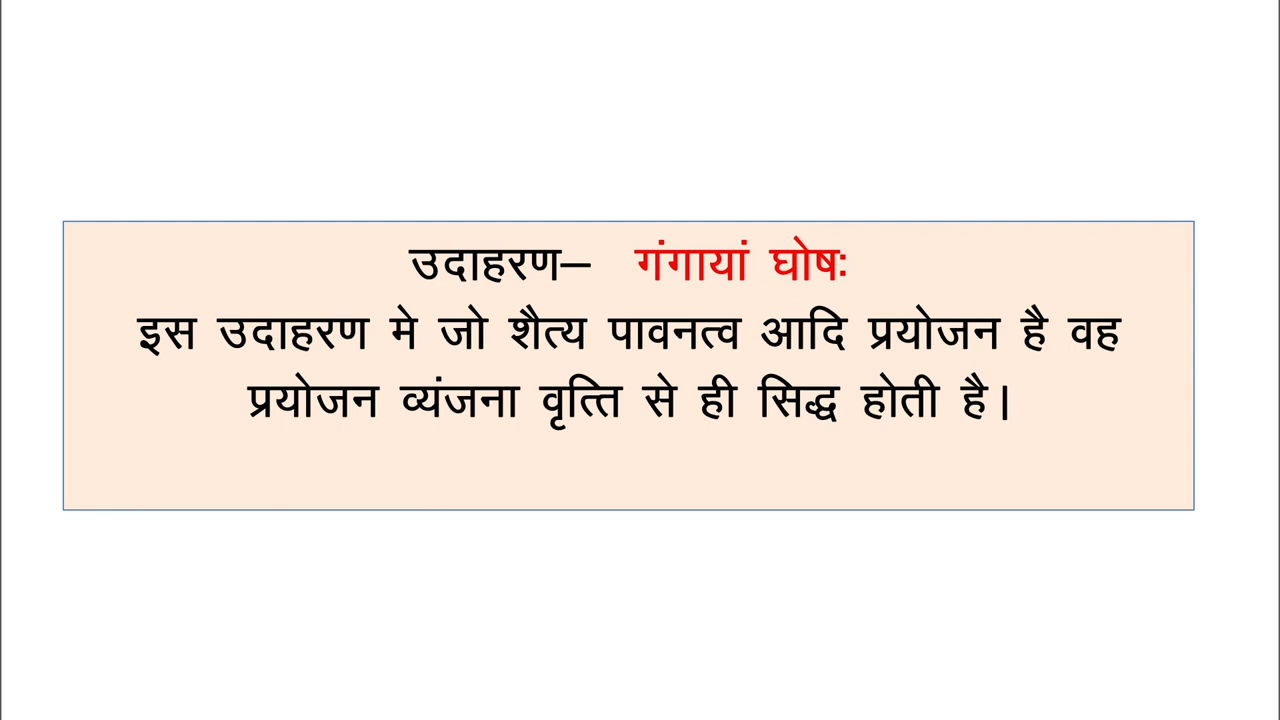 उदाहरण– गंगायां घोषः
इस उदाहरण मे जो शैत्य पावनत्व आदि प्रयोजन है वह
प्रयोजन व्यंजना वृत्ति से ही सिद्ध होती है।